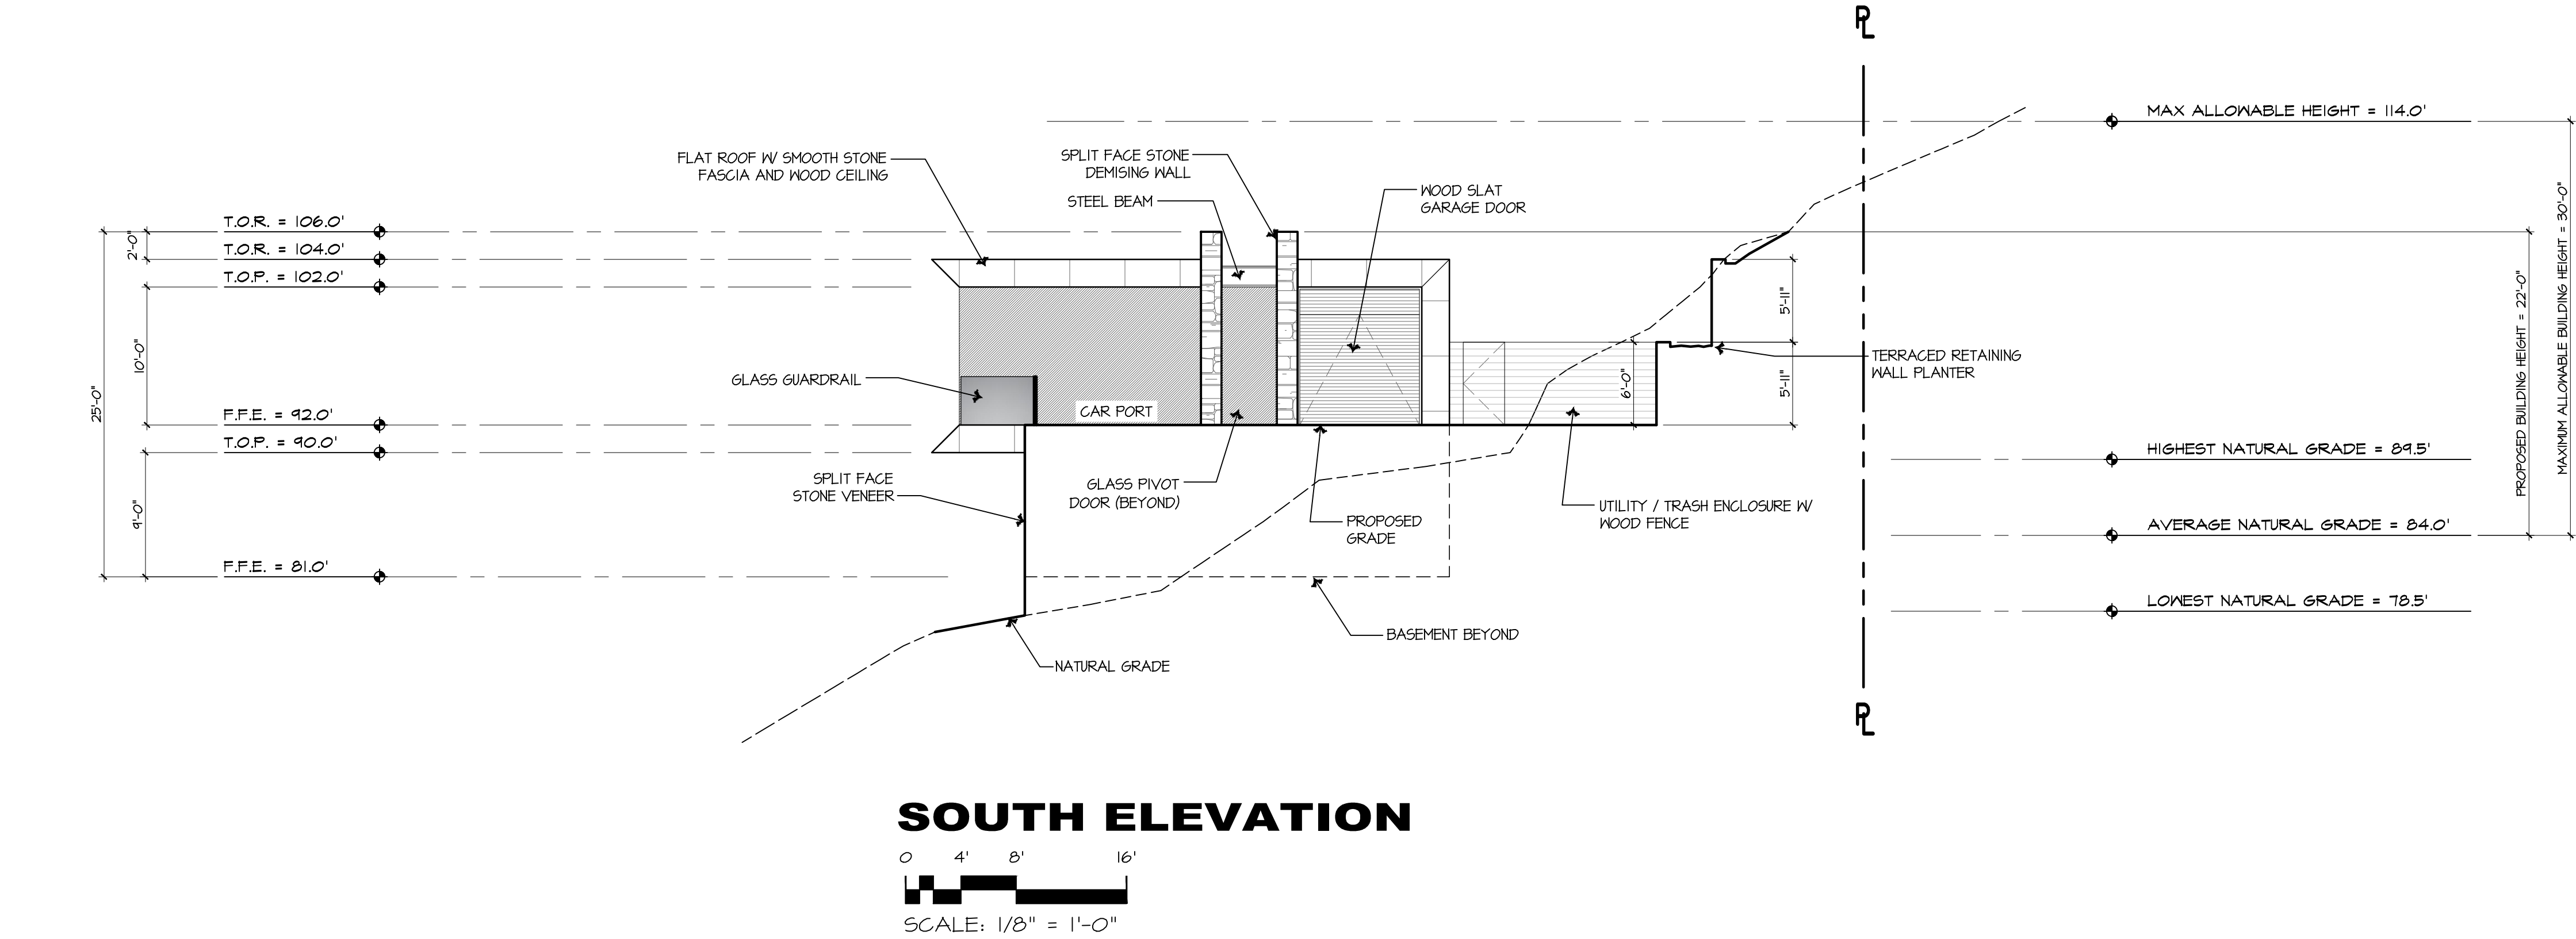 PL
MAX ALLOWABLE HEIGHT = 114.0'
FLAT ROOF W/ SMOOTH STONE
FASCIA AND WOOD CEILING
SPLIT FACE STONE
DEMISING WALL
STEEL BEAM
WOOD SLAT
GARAGE DOOR
T.O.R. = 106.0'
T.O.R. = 104.0'
T.O.P. = 102.0'
2'-0"
10'-0"
25'-0"
9'-0"
GLASS GUARDRAIL
CAR PORT
F.F.E. = 92.0'
T.O.P. = 90.0'
F.F.E. = 81.0'
SPLIT FACE
STONE VENEER
GLASS PIVOT
DOOR (BEYOND)
PROPOSED
GRADE
6'-0"
5'-11"
5'-11"
TERRACED RETAINING
WALL PLANTER
UTILITY / TRASH ENCLOSURE W/
WOOD FENCE
HIGHEST NATURAL GRADE = 89.5'
AVERAGE NATURAL GRADE = 84.0'
LOWEST NATURAL GRADE = 78.5'
PROPOSED BUILDING HEIGHT = 22'-0"
MAXIMUM ALLOWABLE BUILDING HEIGHT = 30'-0"
BASEMENT BEYOND
NATURAL GRADE
PL
SOUTH ELEVATION
0 4' 8' 16'
SCALE: 1/8" = 1'-0"